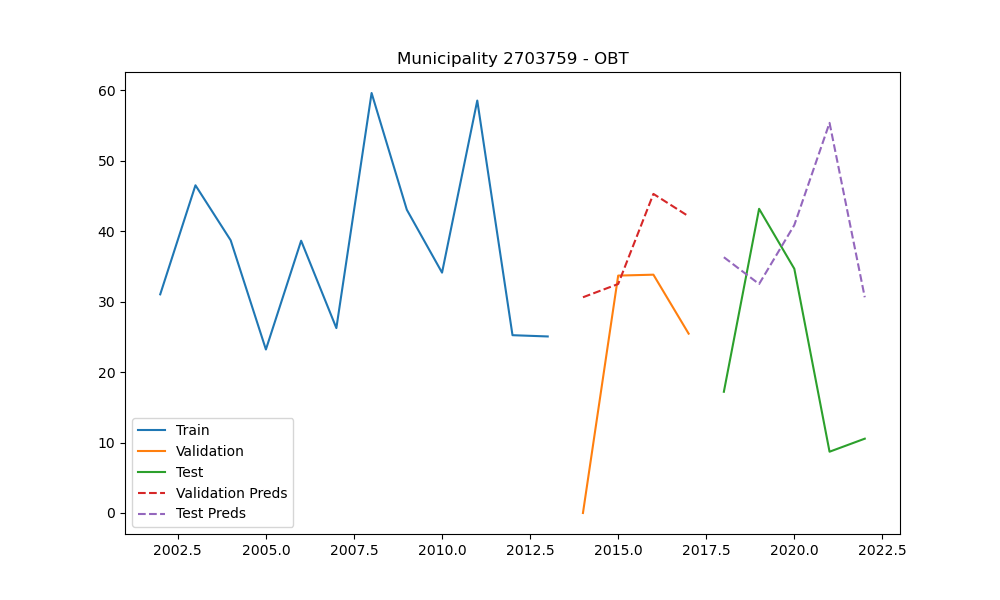 Municipality 2703759 - OBT
60
50
40
30
20
10
0
Train
Validation
Test
Validation Preds
Test Preds
2002.5 2005.0 2007.5 2010.0 2012.5 2015.0 2017.5 2020.0 2022.5